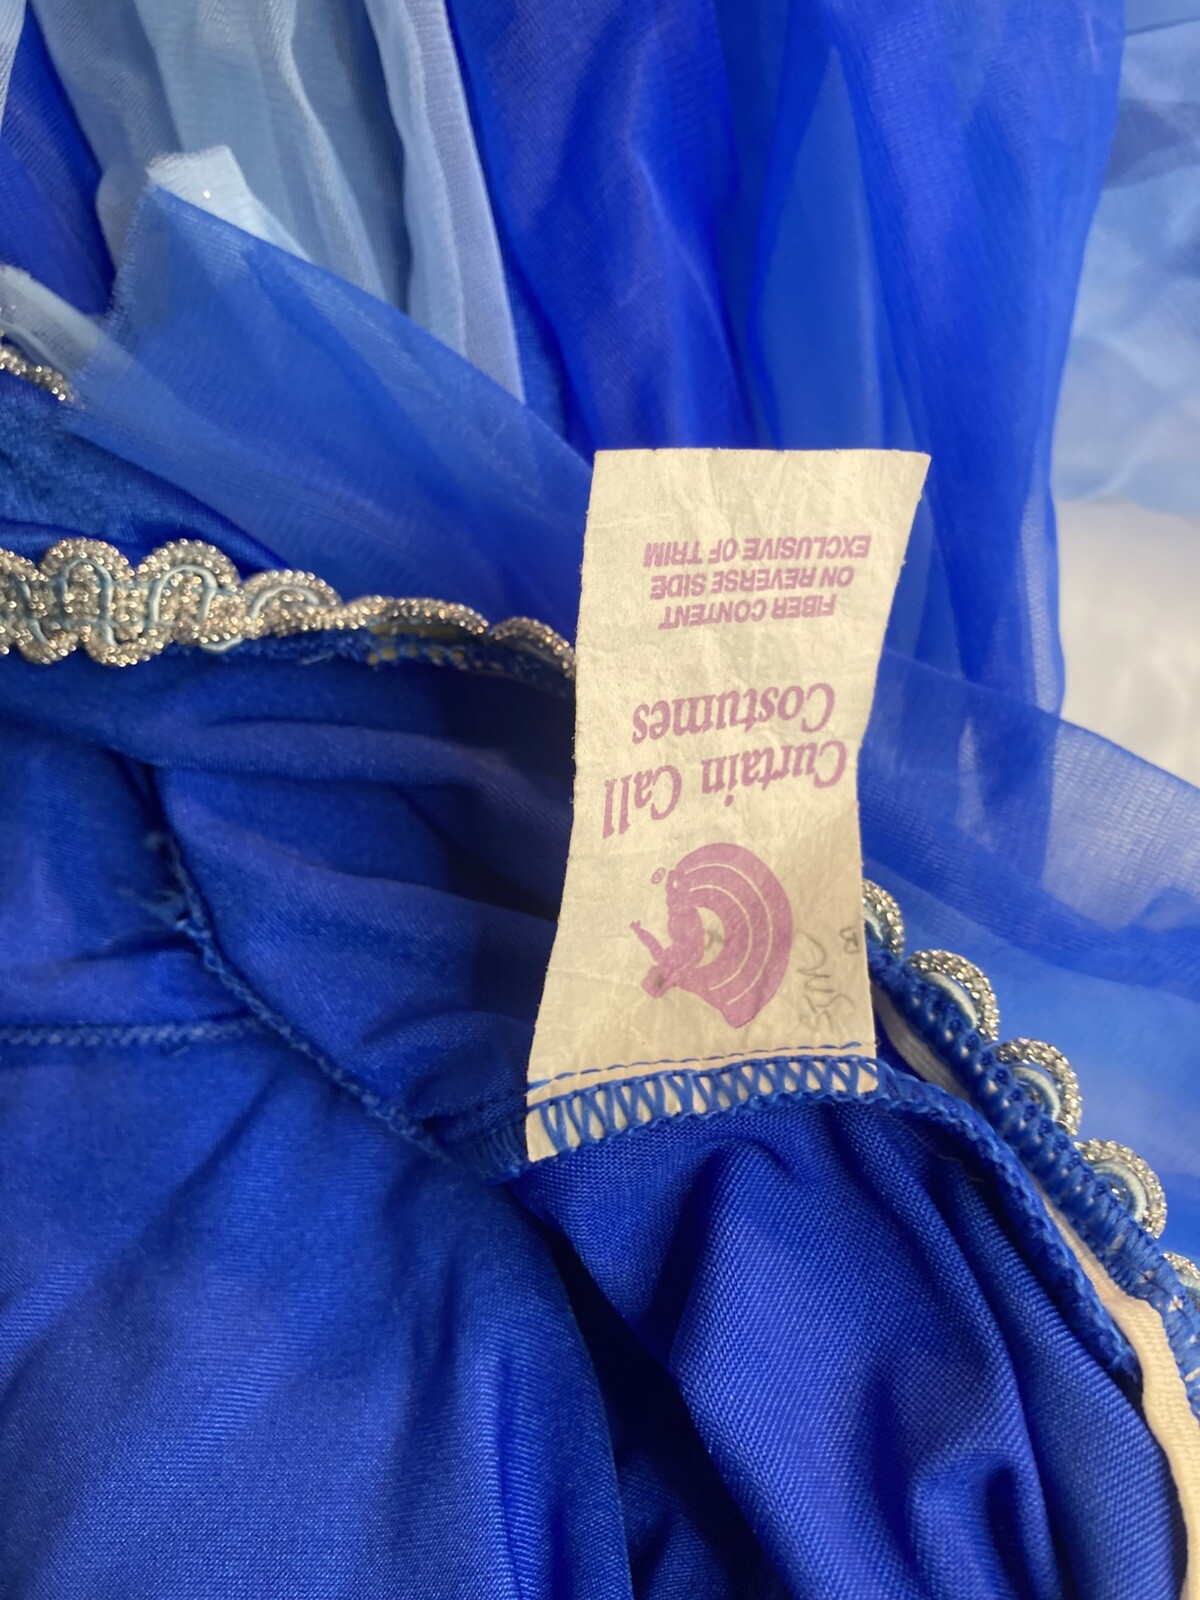 Curtain Call
Costumes
FIBER CONTENT
ON REVERSE SIDE
EXCLUSIVE OF TRIM